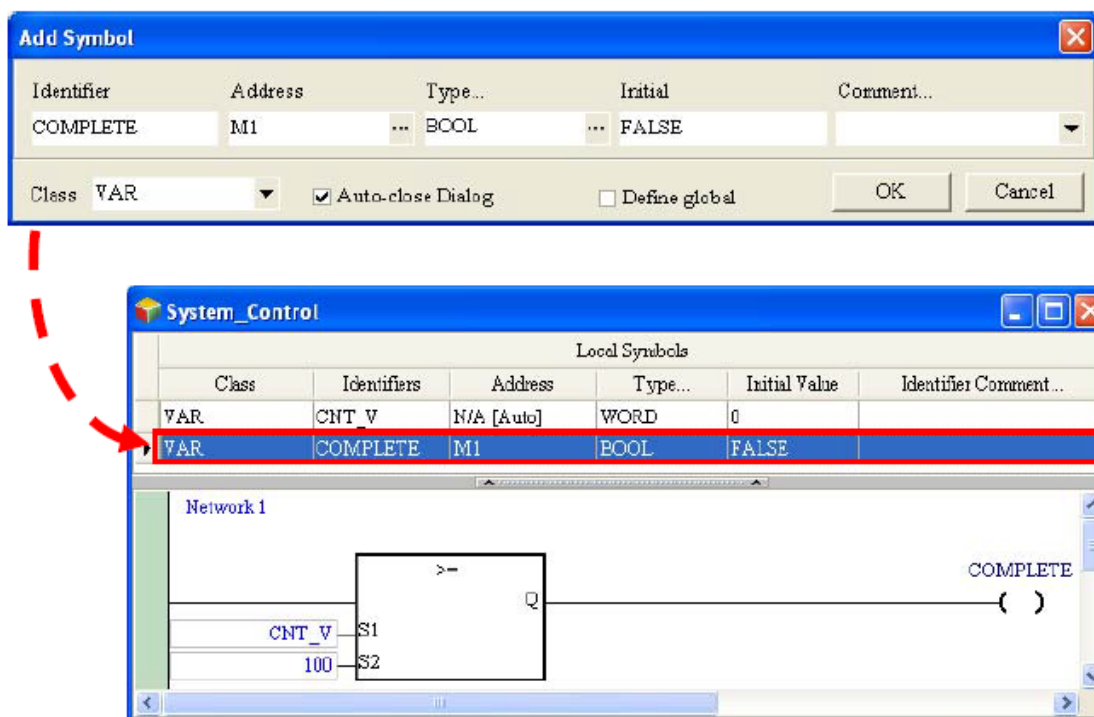 Add Symbol
Identifier Address Type... Initial Comment...
COMPLETE M1 ... BOOL ... FALSE
Class VAR Auto-close Dialog Define global OK Cancel
System_Control
Local Symbols
Class Identifiers Address Type... Initial Value Identifier Comment...
VAR CNT_V N/A [Auto] WORD 0
VAR COMPLETE M1 BOOL FALSE
Network 1
>=
COMPLETE
Q ( )
CNT_V S1
100 S2